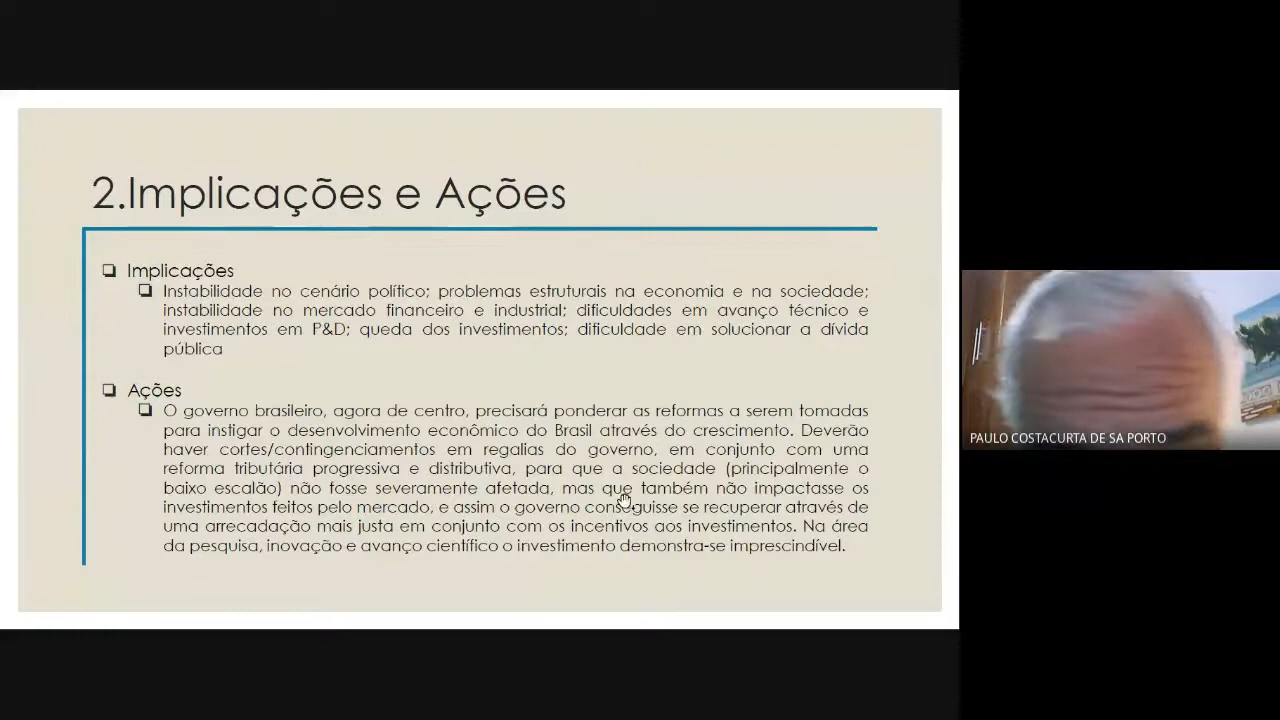 2.Implicações e Ações
❑ Implicações
❑ Instabilidade no cenário político; problemas estruturais na economia e na sociedade;
instabilidade no mercado financeiro e industrial; dificuldades em avanço técnico e
investimentos em P&D; queda dos investimentos; dificuldade em solucionar a dívida
pública
❑ Ações
❑ O governo brasileiro, agora de centro, precisará ponderar as reformas a serem tomadas
para instigar o desenvolvimento econômico do Brasil através do crescimento. Deverão
haver cortes/contingenciamentos em regalias do governo, em conjunto com uma
reforma tributária progressiva e distributiva, para que a sociedade (principalmente o
baixo escalão) não fosse severamente afetada, mas que também não impactasse os
investimentos feitos pelo mercado, e assim o governo conseguisse se recuperar através de
uma arrecadação mais justa em conjunto com os incentivos aos investimentos. Na área
da pesquisa, inovação e avanço científico o investimento demonstra-se imprescindível.
PAULO COSTACURTA DE SA PORTO